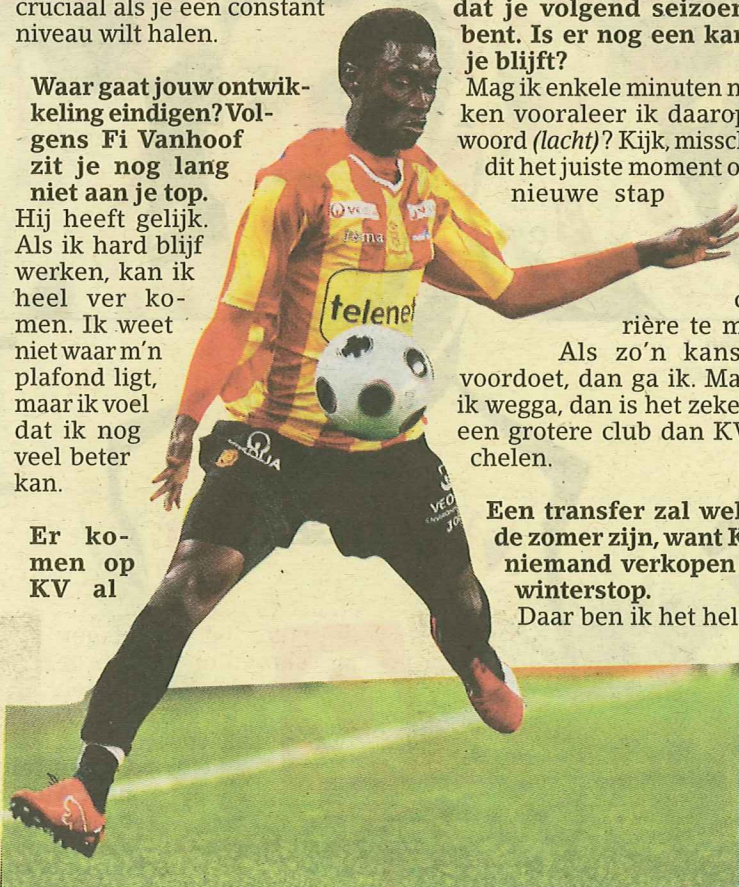 cruciaal als je een constant
niveau wilt halen.
Waar gaat jouw ontwik-
keling eindigen? Vol-
gens Fi Vanhoof
zit je nog lang
niet aan je top.
Hij heeft gelijk.
Als ik hard blijf
werken, kan ik
heel ver ko-
men. Ik weet
niet waar m'n
plafond ligt,
maar ik voel
dat ik nog
veel beter
kan.
Er ko-
men op
KV al
dat je volgend seizoen
bent. Is er nog een kan
je blijft?
Mag ik enkele minuten n
ken vooraleer ik daarop
woord (lacht)? Kijk, missch
dit het juiste moment o
nieuwe stap
rière te m
Als zo'n kans
voordoet, dan ga ik. Ma
ik wegga, dan is het zeke
een grotere club dan KV
chelen.
Een transfer zal wel
de zomer zijn, want K
niemand verkopen
winterstop.
Daar ben ik het hel
telenet
VEOLIA
VEO